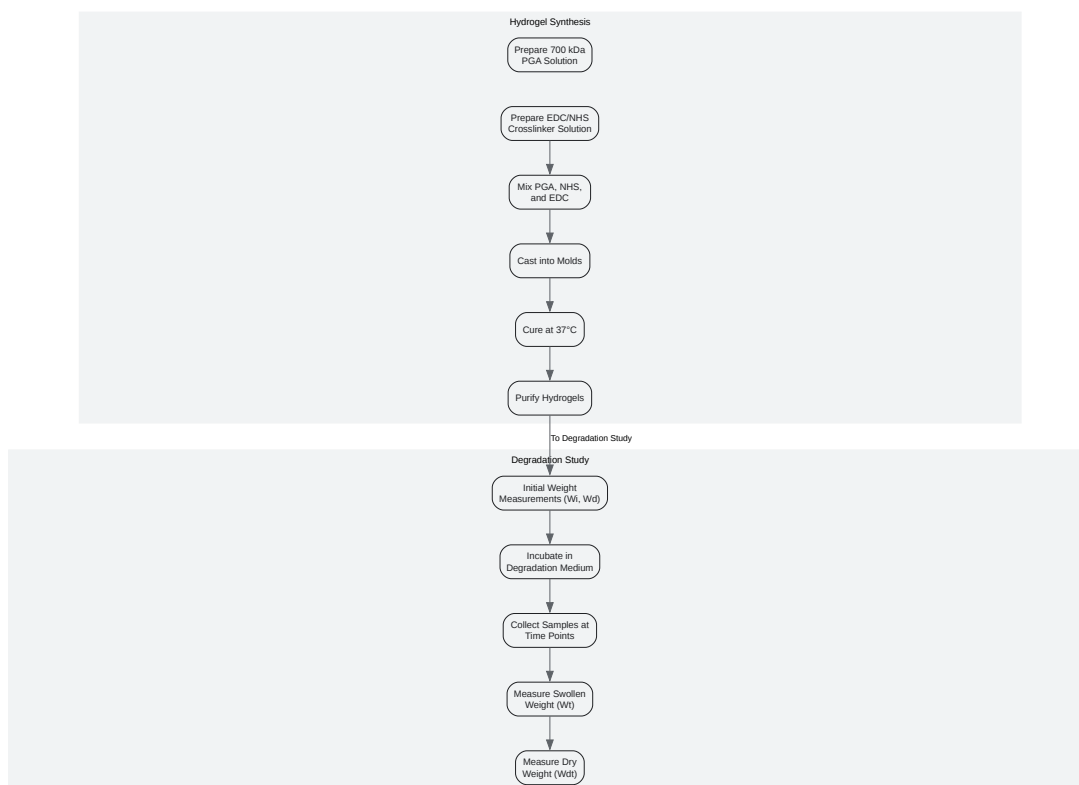 Hydrogel Synthesis
Prepare 700 kDa
PGA Solution
Prepare EDC/NHS
Crosslinker Solution
Mix PGA, NHS,
and EDC
Cast into Molds
Cure at 37°C
Purify Hydrogels
To Degradation Study
Degradation Study
Initial Weight
Measurements (Wi, Wd)
Incubate in
Degradation Medium
Collect Samples at
Time Points
Measure Swollen
Weight (Wt)
Measure Dry
Weight (Wdt)